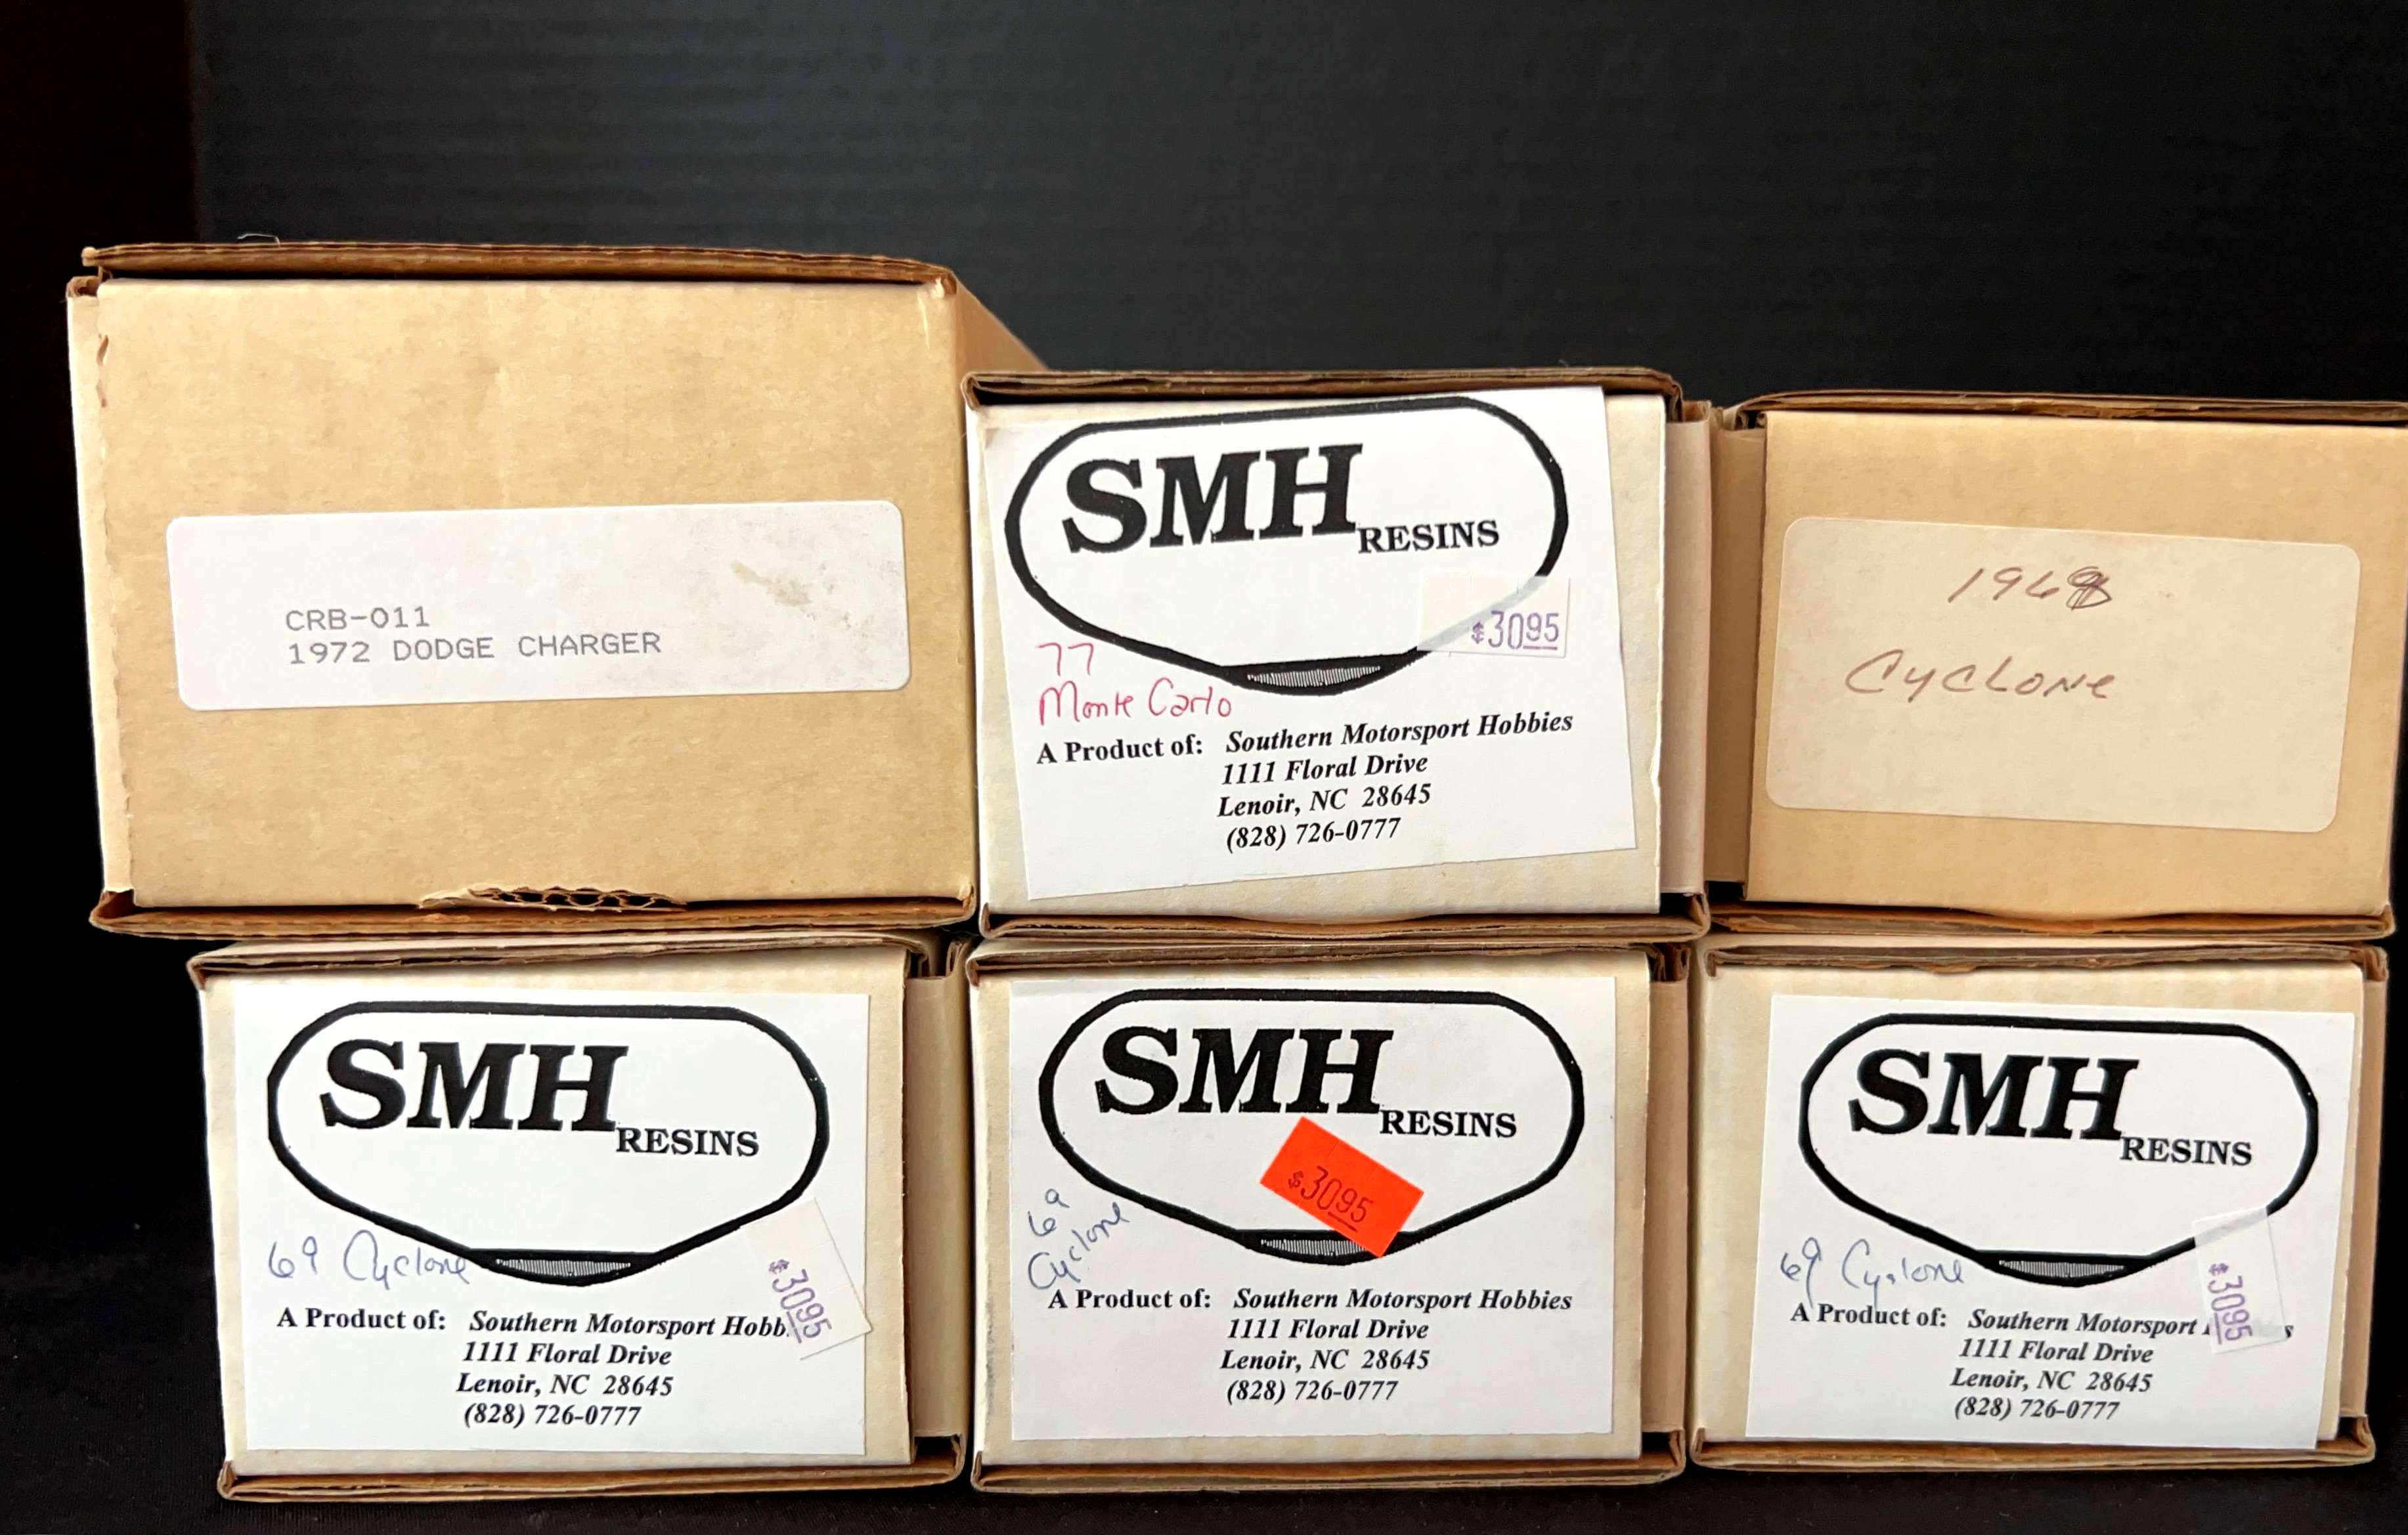 CRB-011
1972 DODGE CHARGER
SMH RESINS
$3095
77
Monte Carlo
A Product of: Southern Motorsport Hobbies
1111 Floral Drive
Lenoir, NC 28645
(828) 726-0777
1968
Cyclone
SMH RESINS
69 Cyclone
$3095
A Product of: Southern Motorsport Hobb
1111 Floral Drive
Lenoir, NC 28645
(828) 726-0777
SMH RESINS
$3095
69
Cyclone
A Product of: Southern Motorsport Hobbies
1111 Floral Drive
Lenoir, NC 28645
(828) 726-0777
SMH RESINS
69 Cyclone
$3095
A Product of: Southern Motorsport
1111 Floral Drive
Lenoir, NC 28645
(828) 726-0777